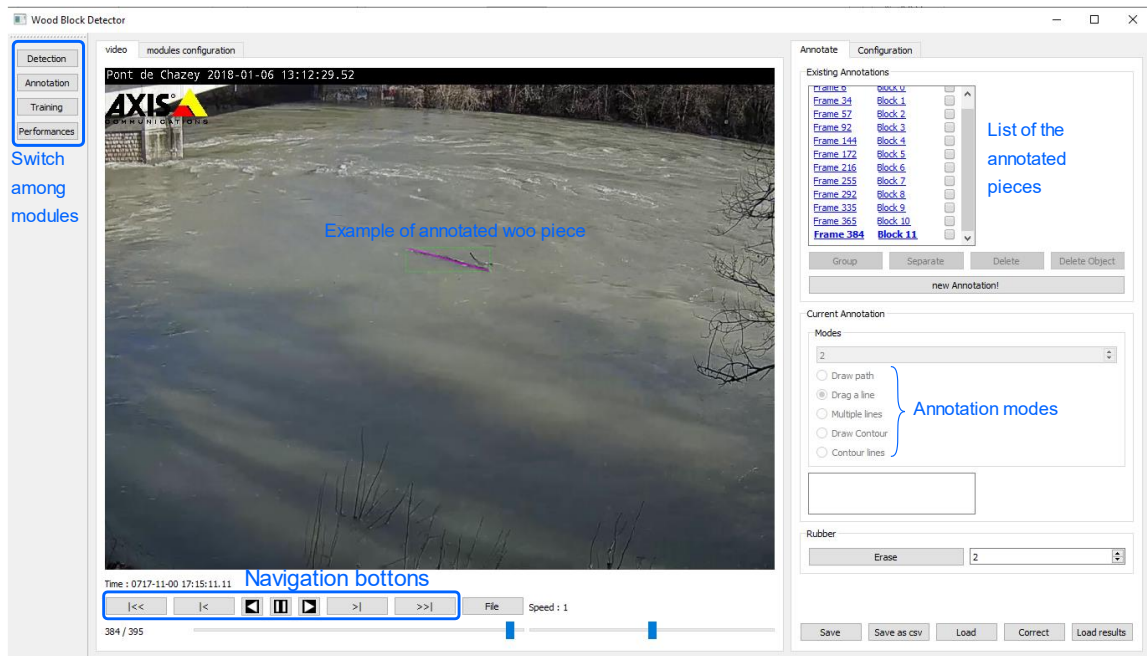 Wood Block Detector
Detection
Annotation
Training
Performances
Switch
among
modules
video
modules configuration
Pont de Chazey 2018-01-06 13:12:29.52
AXIS
COMMUNICATIONS
Example of annotated woo piece
Time : 0717-11-00 17:15:11.11
Navigation bottons
|<<
|<
>|
>>|
File
Speed : 1
384 / 395
Annotate
Configuration
Existing Annotations
Frame 6 Block 0
Frame 34 Block 1
Frame 57 Block 2
Frame 92 Block 3
Frame 144 Block 4
Frame 172 Block 5
Frame 216 Block 6
Frame 255 Block 7
Frame 292 Block 8
Frame 335 Block 9
Frame 365 Block 10
Frame 384 Block 11
List of the
annotated
pieces
Group
Separate
Delete
Delete Object
new Annotation!
Current Annotation
Modes
2
Draw path
Drag a line
Multiple lines
Draw Contour
Contour lines
Annotation modes
Rubber
Erase
2
Save
Save as csv
Load
Correct
Load results